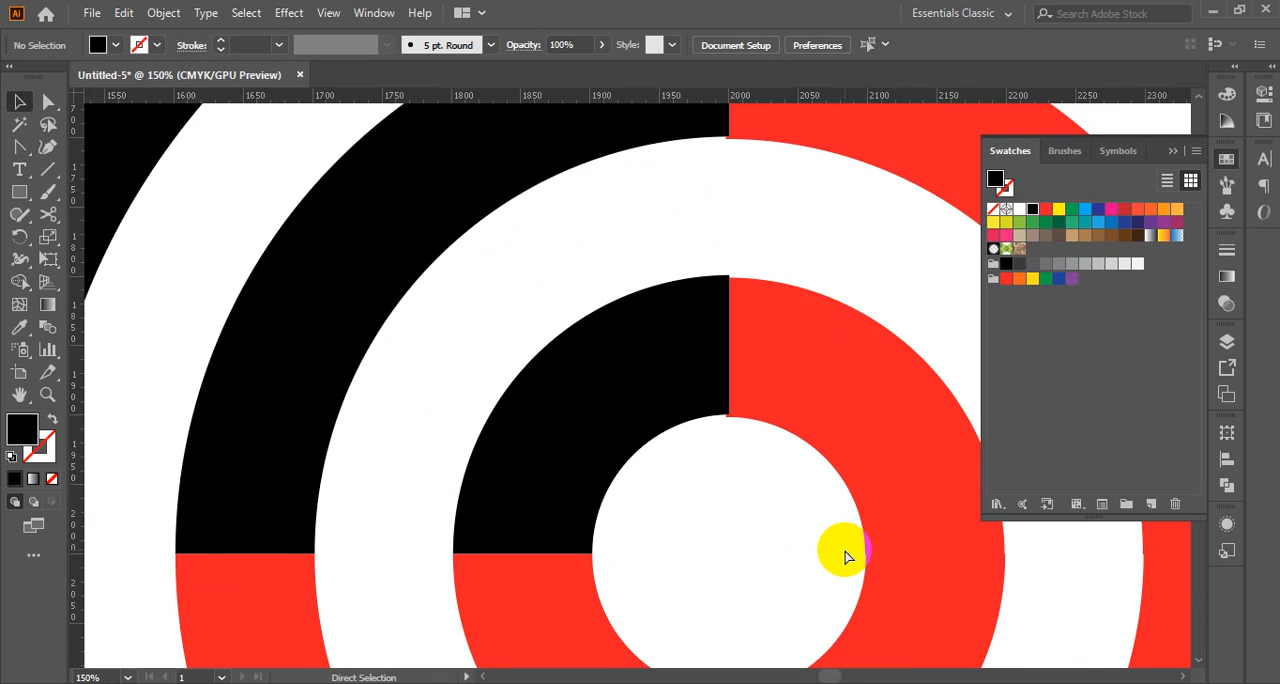 Ai File Edit Object Type Select Effect View Window Help Essentials Classic Search Adobe Stock
No Selection Stroke: 5 pt. Round Opacity: 100% Style: Document Setup Preferences
Untitled-5* @ 150% (CMYK/GPU Preview)
1550 1600 1650 1700 1750 1800 1850 1900 1950 2000 2050 2100 2150 2200 2250 2300
Swatches Brushes Symbols
150% 1 Direct Selection